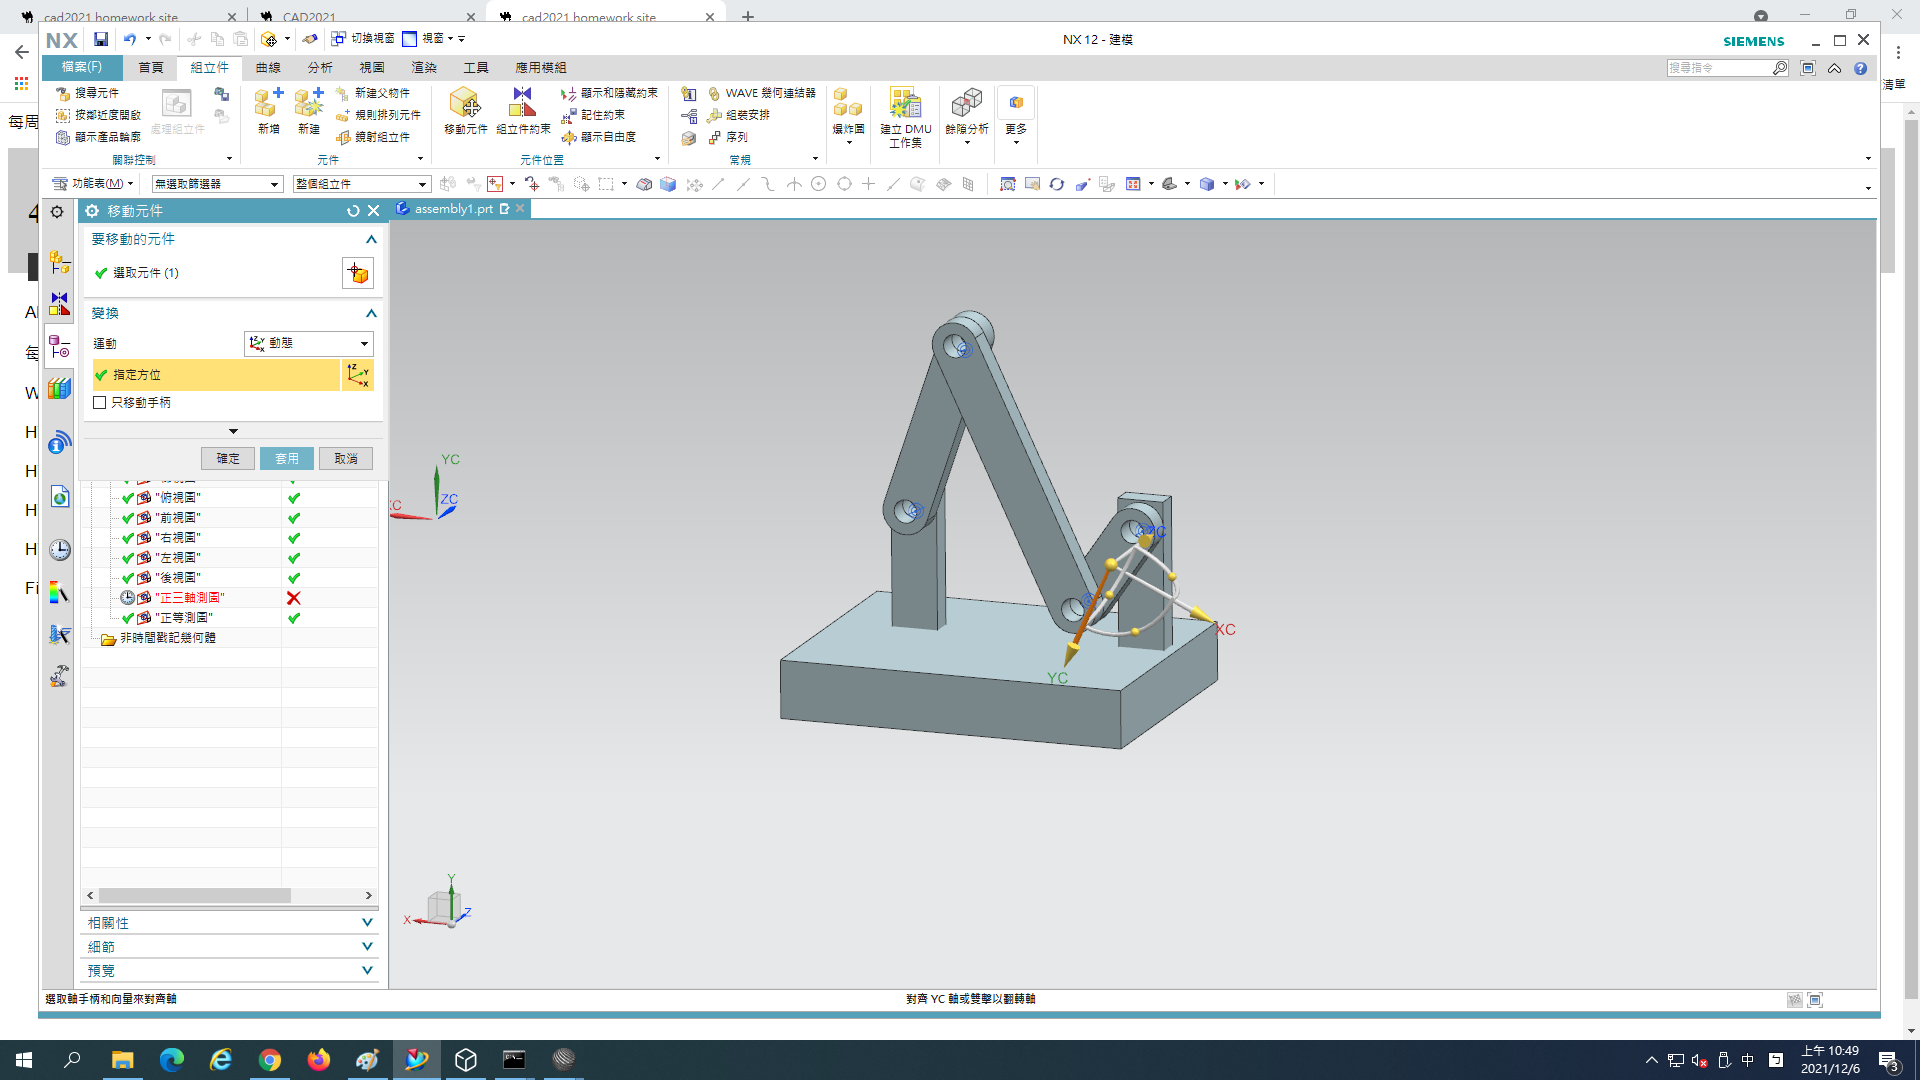 cad2021 homework site
CAD2021
cad2021 homework site
NX
切換視窗
視窗
NX 12 - 建模
SIEMENS
檔案(F)
首頁
組立件
曲線
分析
視圖
渲染
工具
應用模組
搜尋指令
清單
搜尋元件
按鄰近度開啟
顯示產品輪廓
處理組立件
關聯控制
新增
新建
新建父物件
規則排列元件
鏡射組立件
元件
移動元件
組立件約束
顯示和隱藏約束
記住約束
顯示自由度
元件位置
WAVE 幾何連結器
組裝安排
序列
常規
爆炸圖
建立 DMU
工作集
餘隙分析
更多
每周
功能表(M)
無選取篩選器
整個組立件
移動元件
assembly1.prt
要移動的元件
選取元件 (1)
變換
運動
動態
指定方位
只移動手柄
確定
套用
取消
"俯視圖"
"前視圖"
"右視圖"
"左視圖"
"後視圖"
"正三軸測圖"
"正等測圖"
非時間戳記幾何體
相關性
細節
預覽
YC
ZC
XC
YC
XC
Y
X
Z
選取軸手柄和向量來對齊軸
對齊 YC 軸或雙擊以翻轉軸
中
上午 10:49
2021/12/6
3